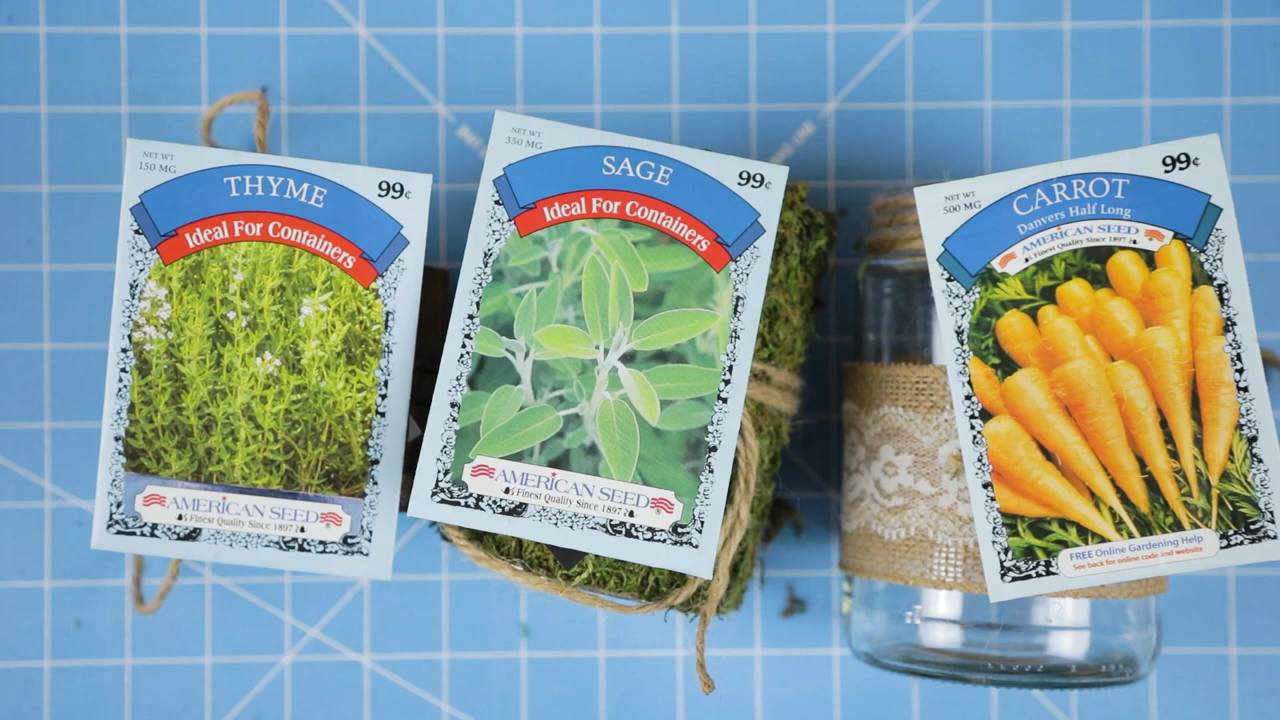 NET WT
150 MG
99¢
THYME
Ideal For Containers
AMERICAN SEED®
Finest Quality Since 1897
NET WT
350 MG
99¢
SAGE
Ideal For Containers
AMERICAN SEED
Finest Quality Since 1897
NET WT
500 MG
99¢
CARROT
Danvers Half Long
AMERICAN SEED
Finest Quality Since 1897
FREE Online Gardening Help
See back for online code and website